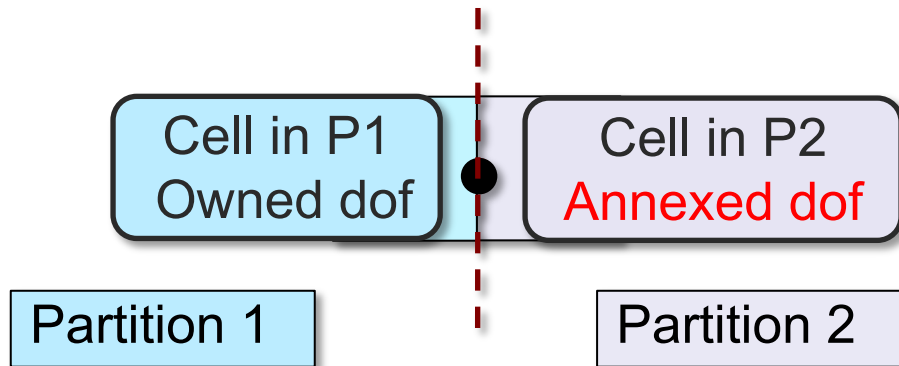 Cell in P1
Owned dof
Cell in P2
Annexed dof
Partition 1
Partition 2